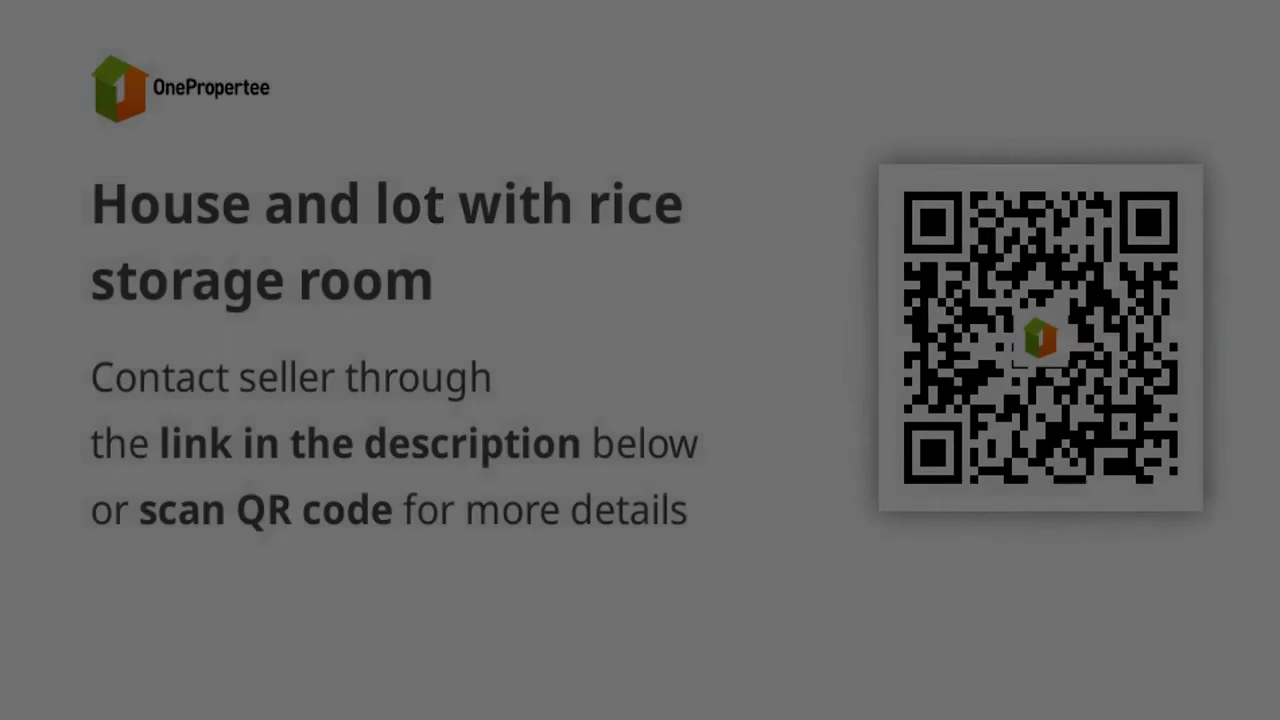 OnePropertee
House and lot with rice
storage room
Contact seller through
the link in the description below
or scan QR code for more details